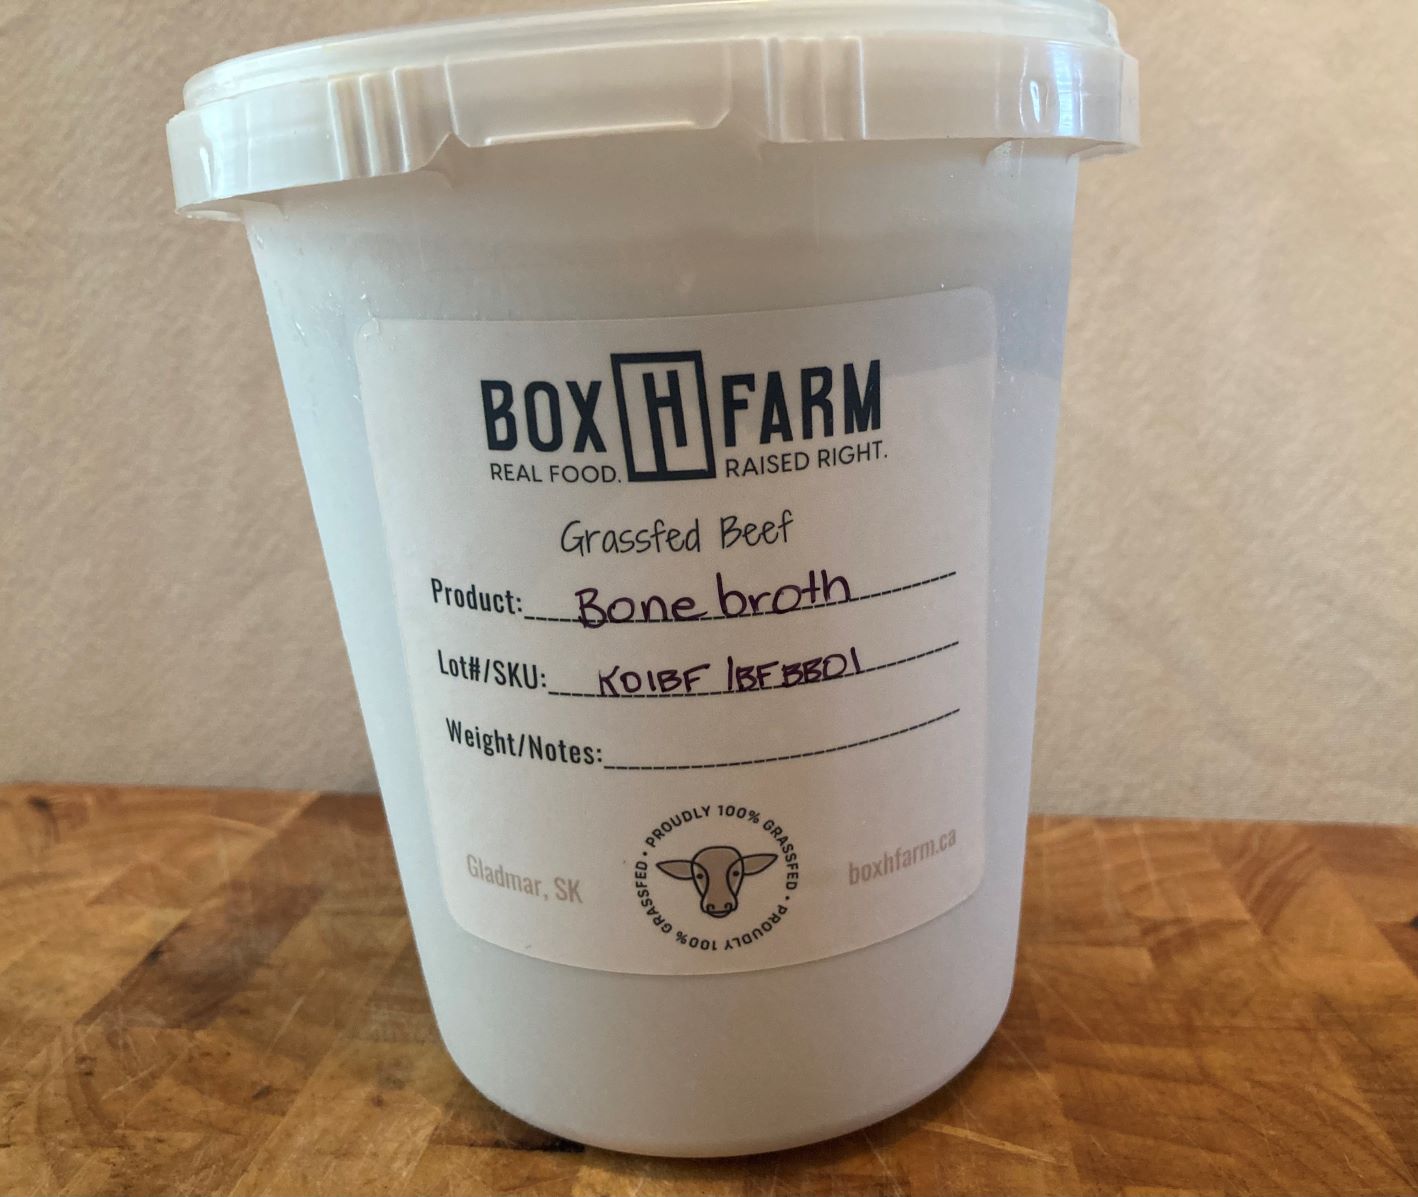 BOX H FARM
REAL FOOD. RAISED RIGHT.
Grassfed Beef
Product: Bone broth
Lot#/SKU: K01BF /BFBB01
Weight/Notes:
PROUDLY 100% GRASSFED • PROUDLY 100% GRASSFED •
Gladmar, SK
boxhfarm.ca